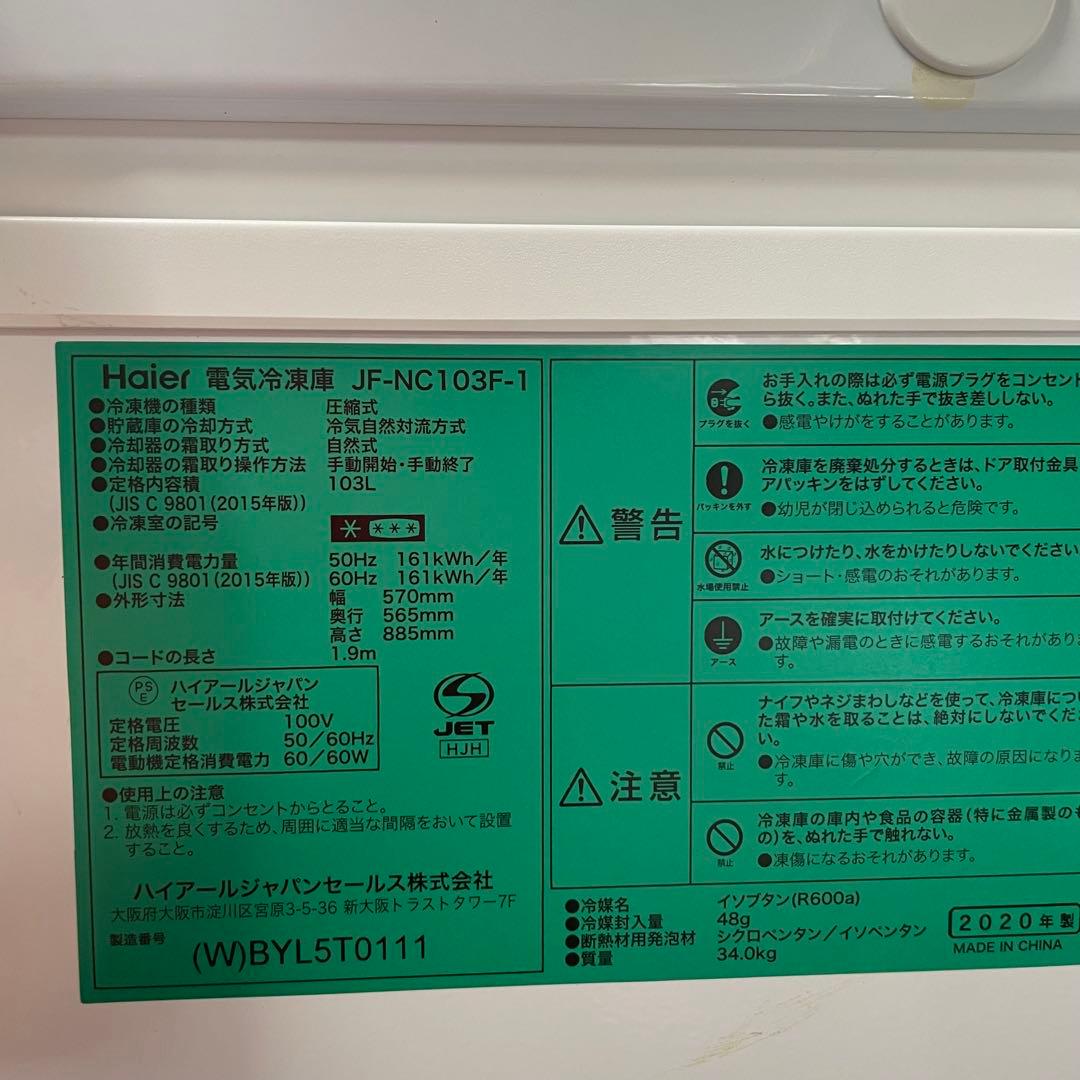 Haier 電気冷凍庫 JF-NC103F-1
●冷凍機の種類 圧縮式
●貯蔵庫の冷却方式 冷気自然対流方式
●冷却器の霜取り方式 自然式
●冷却器の霜取り操作方法 手動開始・手動終了
●定格内容積 103L
(JIS C 9801(2015年版))
●冷凍室の記号
●年間消費電力量 50Hz 161kWh/年
(JIS C 9801(2015年版)) 60Hz 161kWh/年
●外形寸法 幅 570mm
奥行 565mm
高さ 885mm
●コードの長さ 1.9m
PSE ハイアールジャパン
セールス株式会社
定格電圧 100V
定格周波数 50/60Hz
電動機定格消費電力 60/60W
JET
HJH
●使用上の注意
1. 電源は必ずコンセントからとること。
2. 放熱を良くするため、周囲に適当な間隔をおいて設置
すること。
ハイアールジャパンセールス株式会社
大阪府大阪市淀川区宮原3-5-36 新大阪トラストタワー7F
製造番号 (W)BYL5T0111
警告
プラグを抜く
お手入れの際は必ず電源プラグをコンセント
ら抜く。また、ぬれた手で抜き差ししない。
●感電やけがをすることがあります。
パッキンを外す
冷凍庫を廃棄処分するときは、ドア取付金具
アパッキンをはずしてください。
●幼児が閉じ込められると危険です。
水場使用禁止
水につけたり、水をかけたりしないでください
●ショート・感電のおそれがあります。
アース
アースを確実に取付けてください。
●故障や漏電のときに感電するおそれがあり
す。
注意
禁止
ナイフやネジまわしなどを使って、冷凍庫につ
た霜や水を取ることは、絶対にしないでくだ
い。
●冷凍庫に傷や穴ができ、故障の原因になりま
す。
禁止
冷凍庫の庫内や食品の容器(特に金属製の
の)を、ぬれた手で触れない。
●凍傷になるおそれがあります。
●冷媒名 イソブタン(R600a)
●冷媒封入量 48g
●断熱材用発泡材 シクロペンタン/イソペンタン
●質量 34.0kg
2020年製
MADE IN CHINA